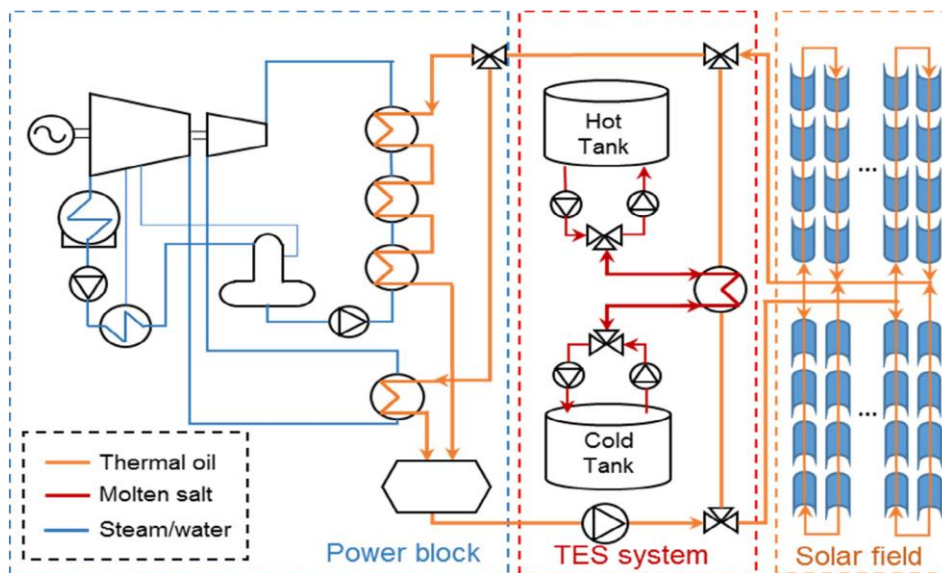 Hot
Tank
...
...
Cold
Tank
Thermal oil
Molten salt
Steam/water
Power block
TES system
Solar field